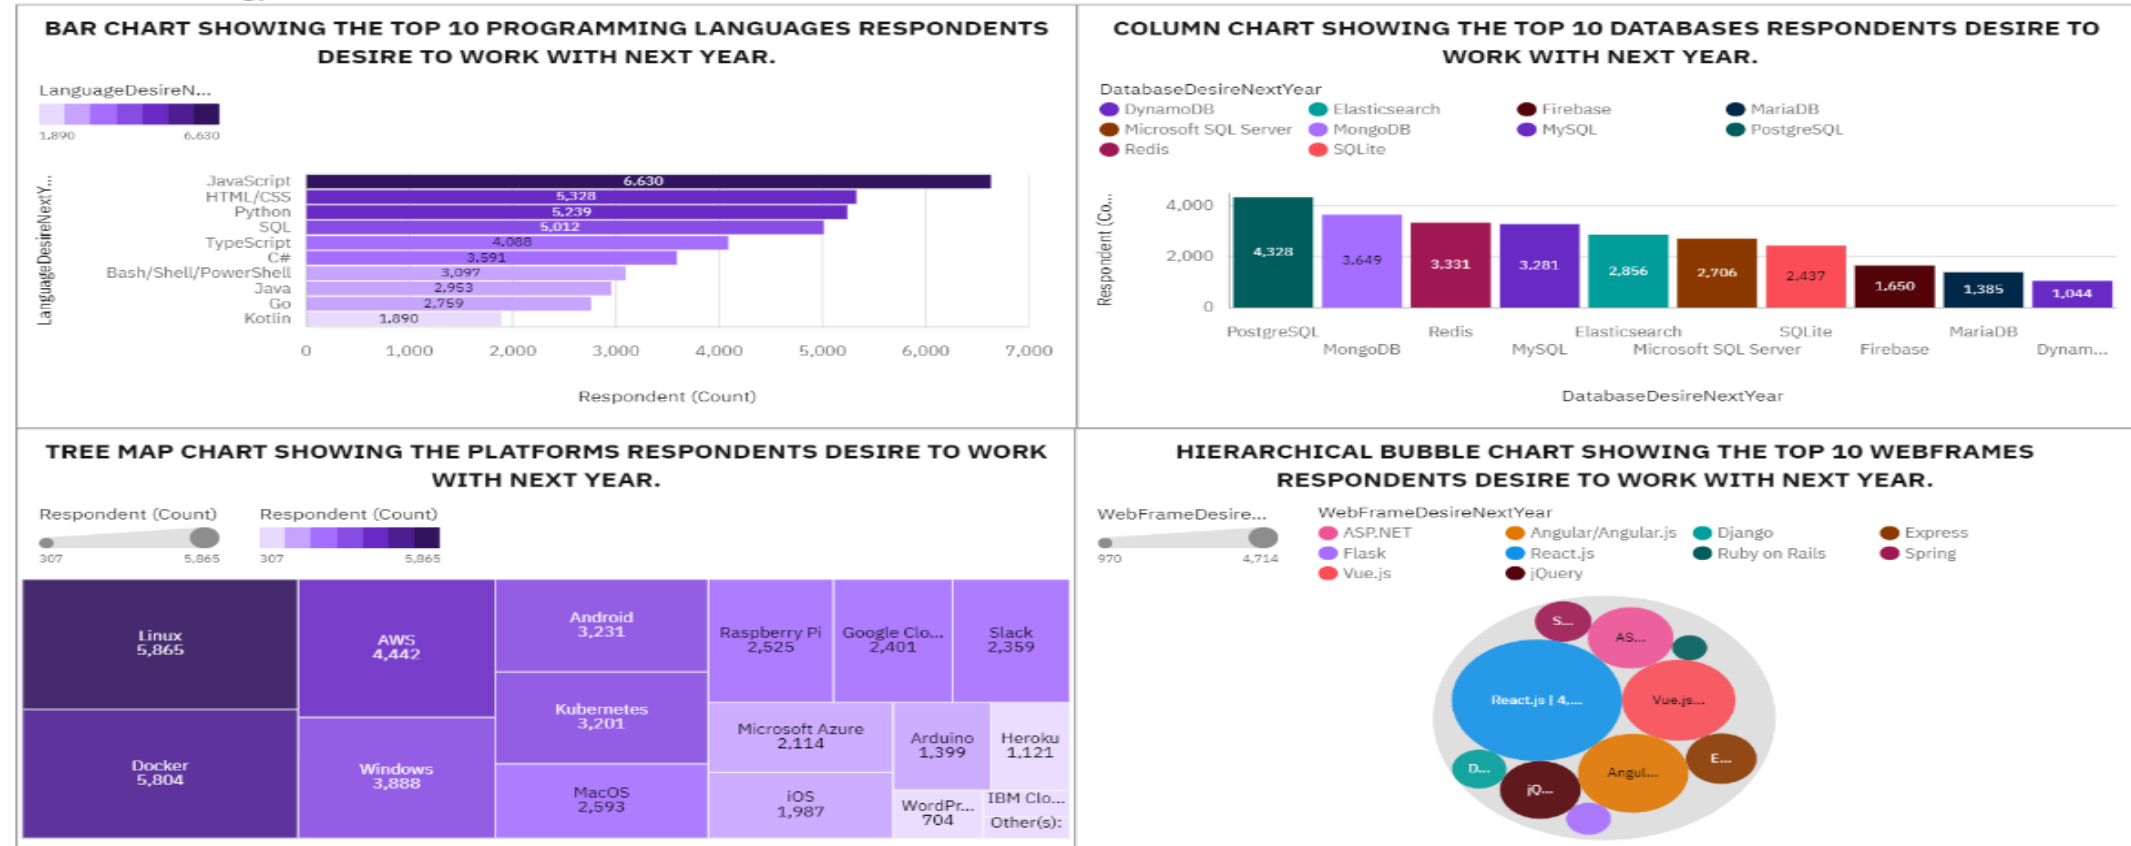 BAR CHART SHOWING THE TOP 10 PROGRAMMING LANGUAGES RESPONDENTS
DESIRE TO WORK WITH NEXT YEAR.
LanguageDesireN...
1,890
6,630
LanguageDesireNextY...
JavaScript
6,630
HTML/CSS
5,328
Python
5,239
SQL
5,012
TypeScript
4,088
C#
3,591
Bash/Shell/PowerShell
3,097
Java
2,953
Go
2,759
Kotlin
1,890
0
1,000
2,000
3,000
4,000
5,000
6,000
7,000
Respondent (Count)
COLUMN CHART SHOWING THE TOP 10 DATABASES RESPONDENTS DESIRE TO
WORK WITH NEXT YEAR.
DatabaseDesireNextYear
DynamoDB
Elasticsearch
Firebase
MariaDB
Microsoft SQL Server
MongoDB
MySQL
PostgreSQL
Redis
SQLite
Respondent (Co...
4,000
2,000
0
4,328
3,649
3,331
3,281
2,856
2,706
2,437
1,650
1,385
1,044
PostgreSQL
MongoDB
Redis
MySQL
Elasticsearch
Microsoft SQL Server
SQLite
Firebase
MariaDB
Dynam...
DatabaseDesireNextYear
TREE MAP CHART SHOWING THE PLATFORMS RESPONDENTS DESIRE TO WORK
WITH NEXT YEAR.
Respondent (Count)
307
5,865
Respondent (Count)
307
5,865
Linux
5,865
Docker
5,804
AWS
4,442
Windows
3,888
Android
3,231
Kubernetes
3,201
MacOS
2,593
Raspberry Pi
2,525
Google Clo...
2,401
Slack
2,359
Microsoft Azure
2,114
iOS
1,987
Arduino
1,399
Heroku
1,121
WordPr...
704
IBM Clo...
Other(s):
HIERARCHICAL BUBBLE CHART SHOWING THE TOP 10 WEBFRAMES
RESPONDENTS DESIRE TO WORK WITH NEXT YEAR.
WebFrameDesire...
970
4,714
WebFrameDesireNextYear
ASP.NET
Angular/Angular.js
Django
Express
Flask
React.js
Ruby on Rails
Spring
Vue.js
jQuery
S...
AS...
React.js | 4,...
Vue.js...
D...
jQ...
Angul...
E...